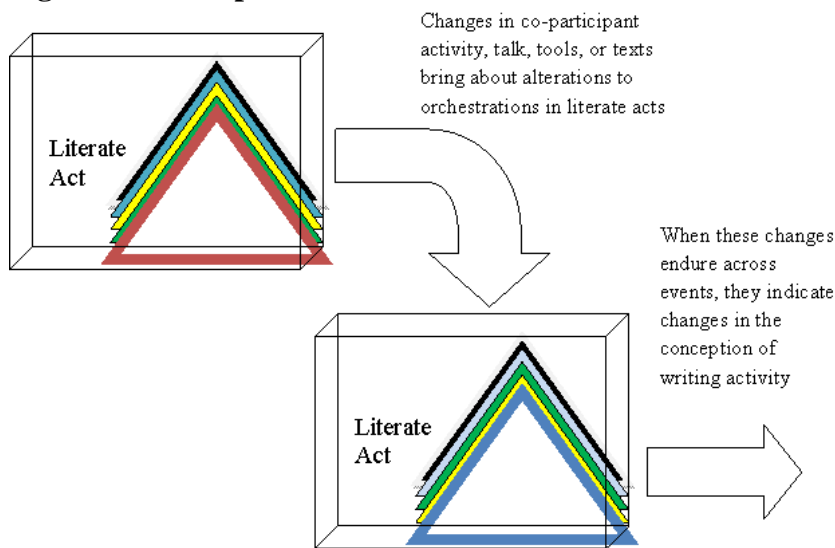 Changes in co-participant
activity, talk, tools, or texts
bring about alterations to
orchestrations in literate acts
Literate
Act
When these changes
endure across
events, they indicate
changes in the
conception of
writing activity
Literate
Act